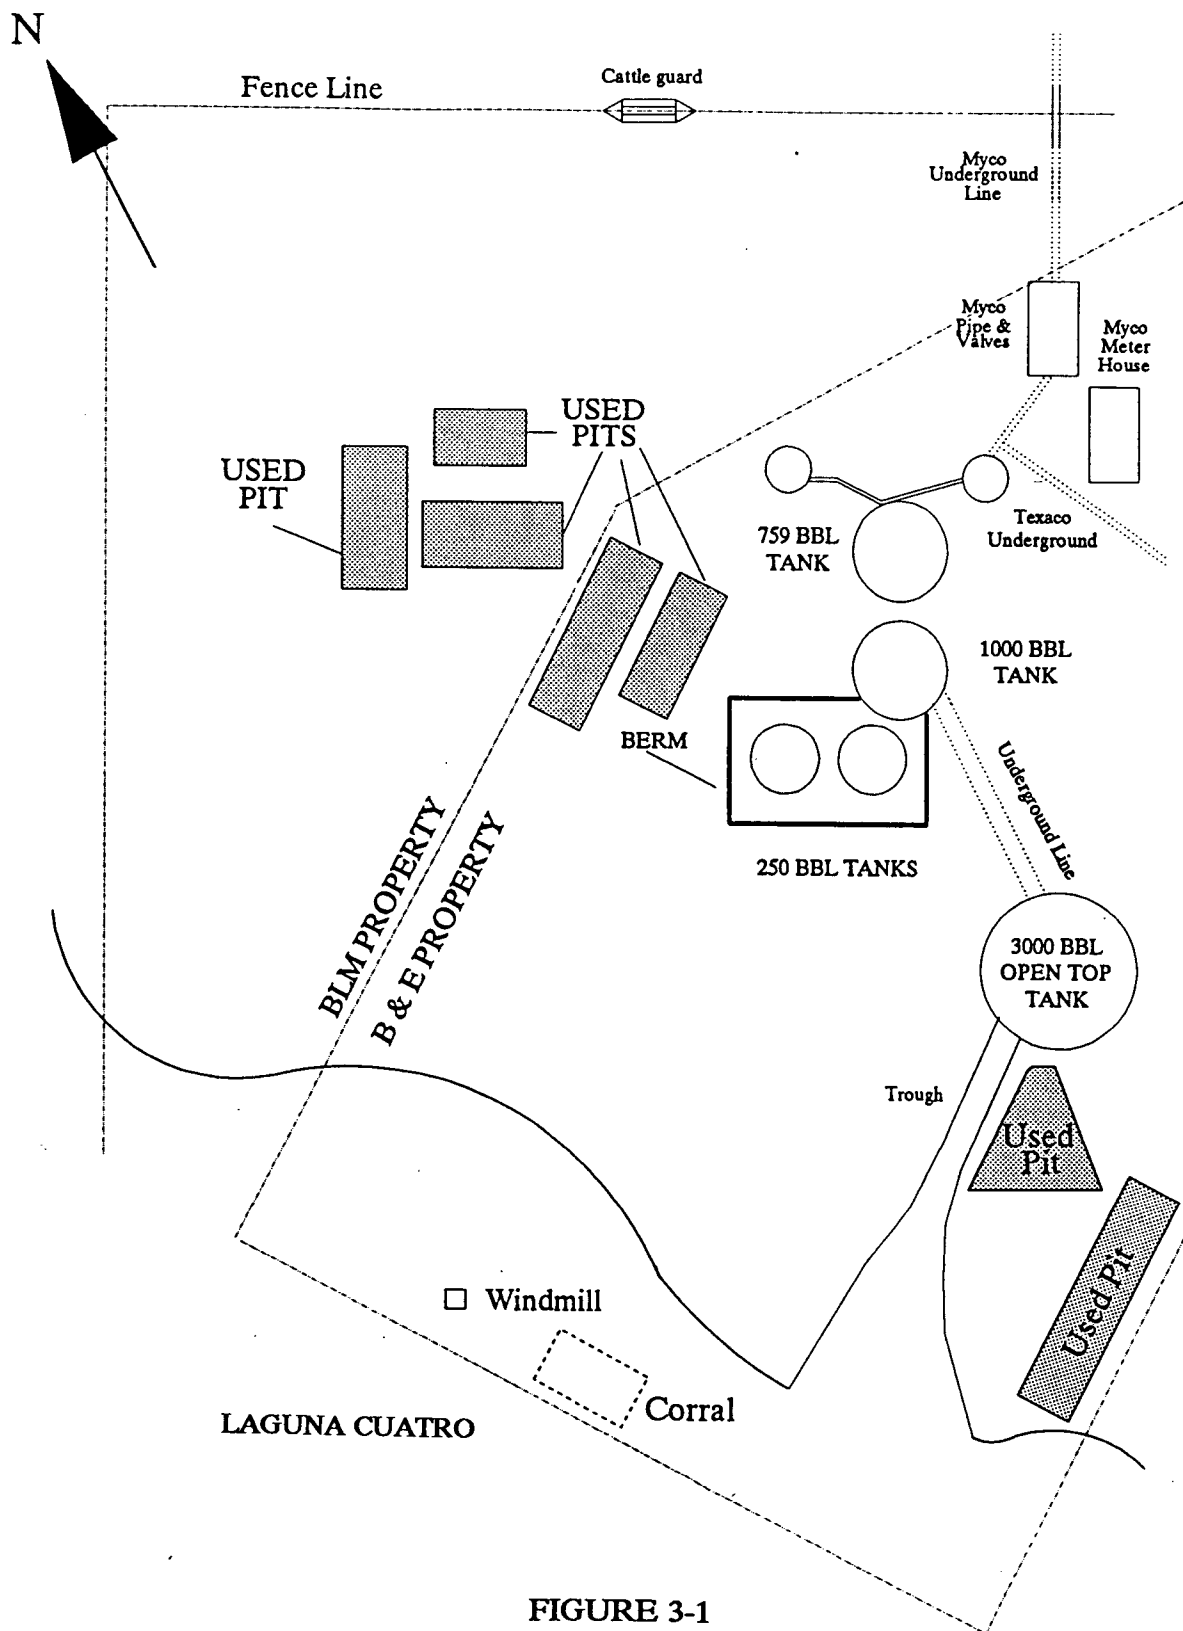 N
Fence Line
Cattle guard
Myco
Underground
Line
Myco
Pipe &
Valves
Myco
Meter
House
USED
PITS
USED
PIT
759 BBL
TANK
Texaco
Underground
1000 BBL
TANK
BERM
Underground Line
250 BBL TANKS
BLM PROPERTY
B & E PROPERTY
3000 BBL
OPEN TOP
TANK
Trough
Used
Pit
Used Pit
Windmill
Corral
LAGUNA CUATRO
FIGURE 3-1